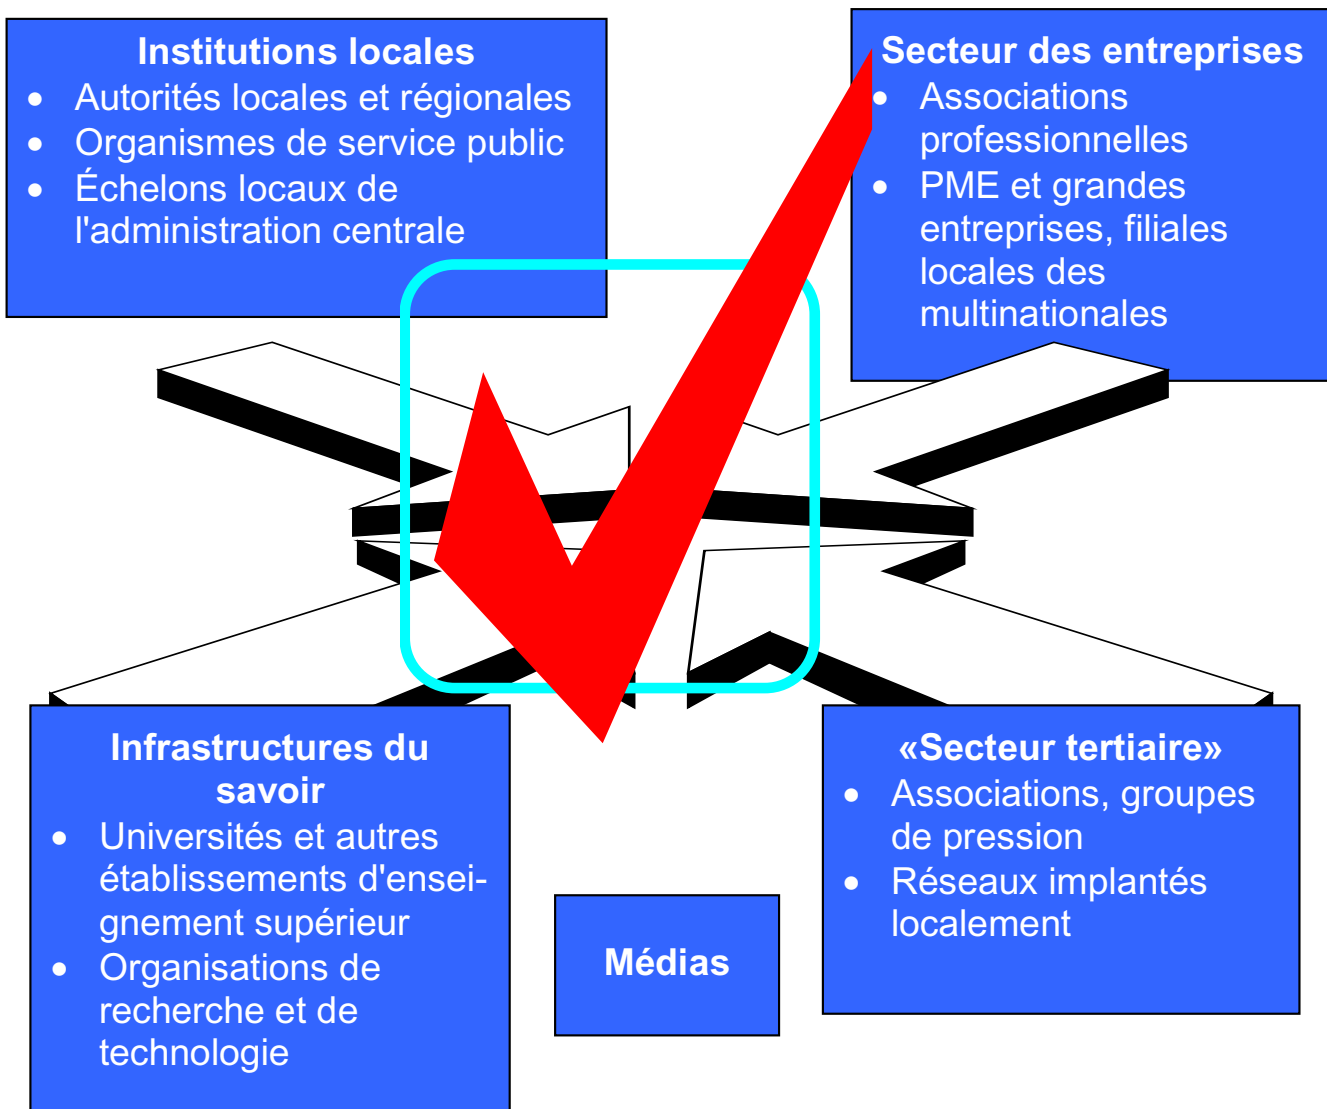 Institutions locales
• Autorités locales et régionales
• Organismes de service public
• Échelons locaux de
l'administration centrale
Secteur des entreprises
• Associations
professionnelles
• PME et grandes
entreprises, filiales
locales des
multinationales
Infrastructures du
savoir
• Universités et autres
établissements d'ensei-
gnement supérieur
• Organisations de
recherche et de
technologie
Médias
«Secteur tertiaire»
• Associations, groupes
de pression
• Réseaux implantés
localement